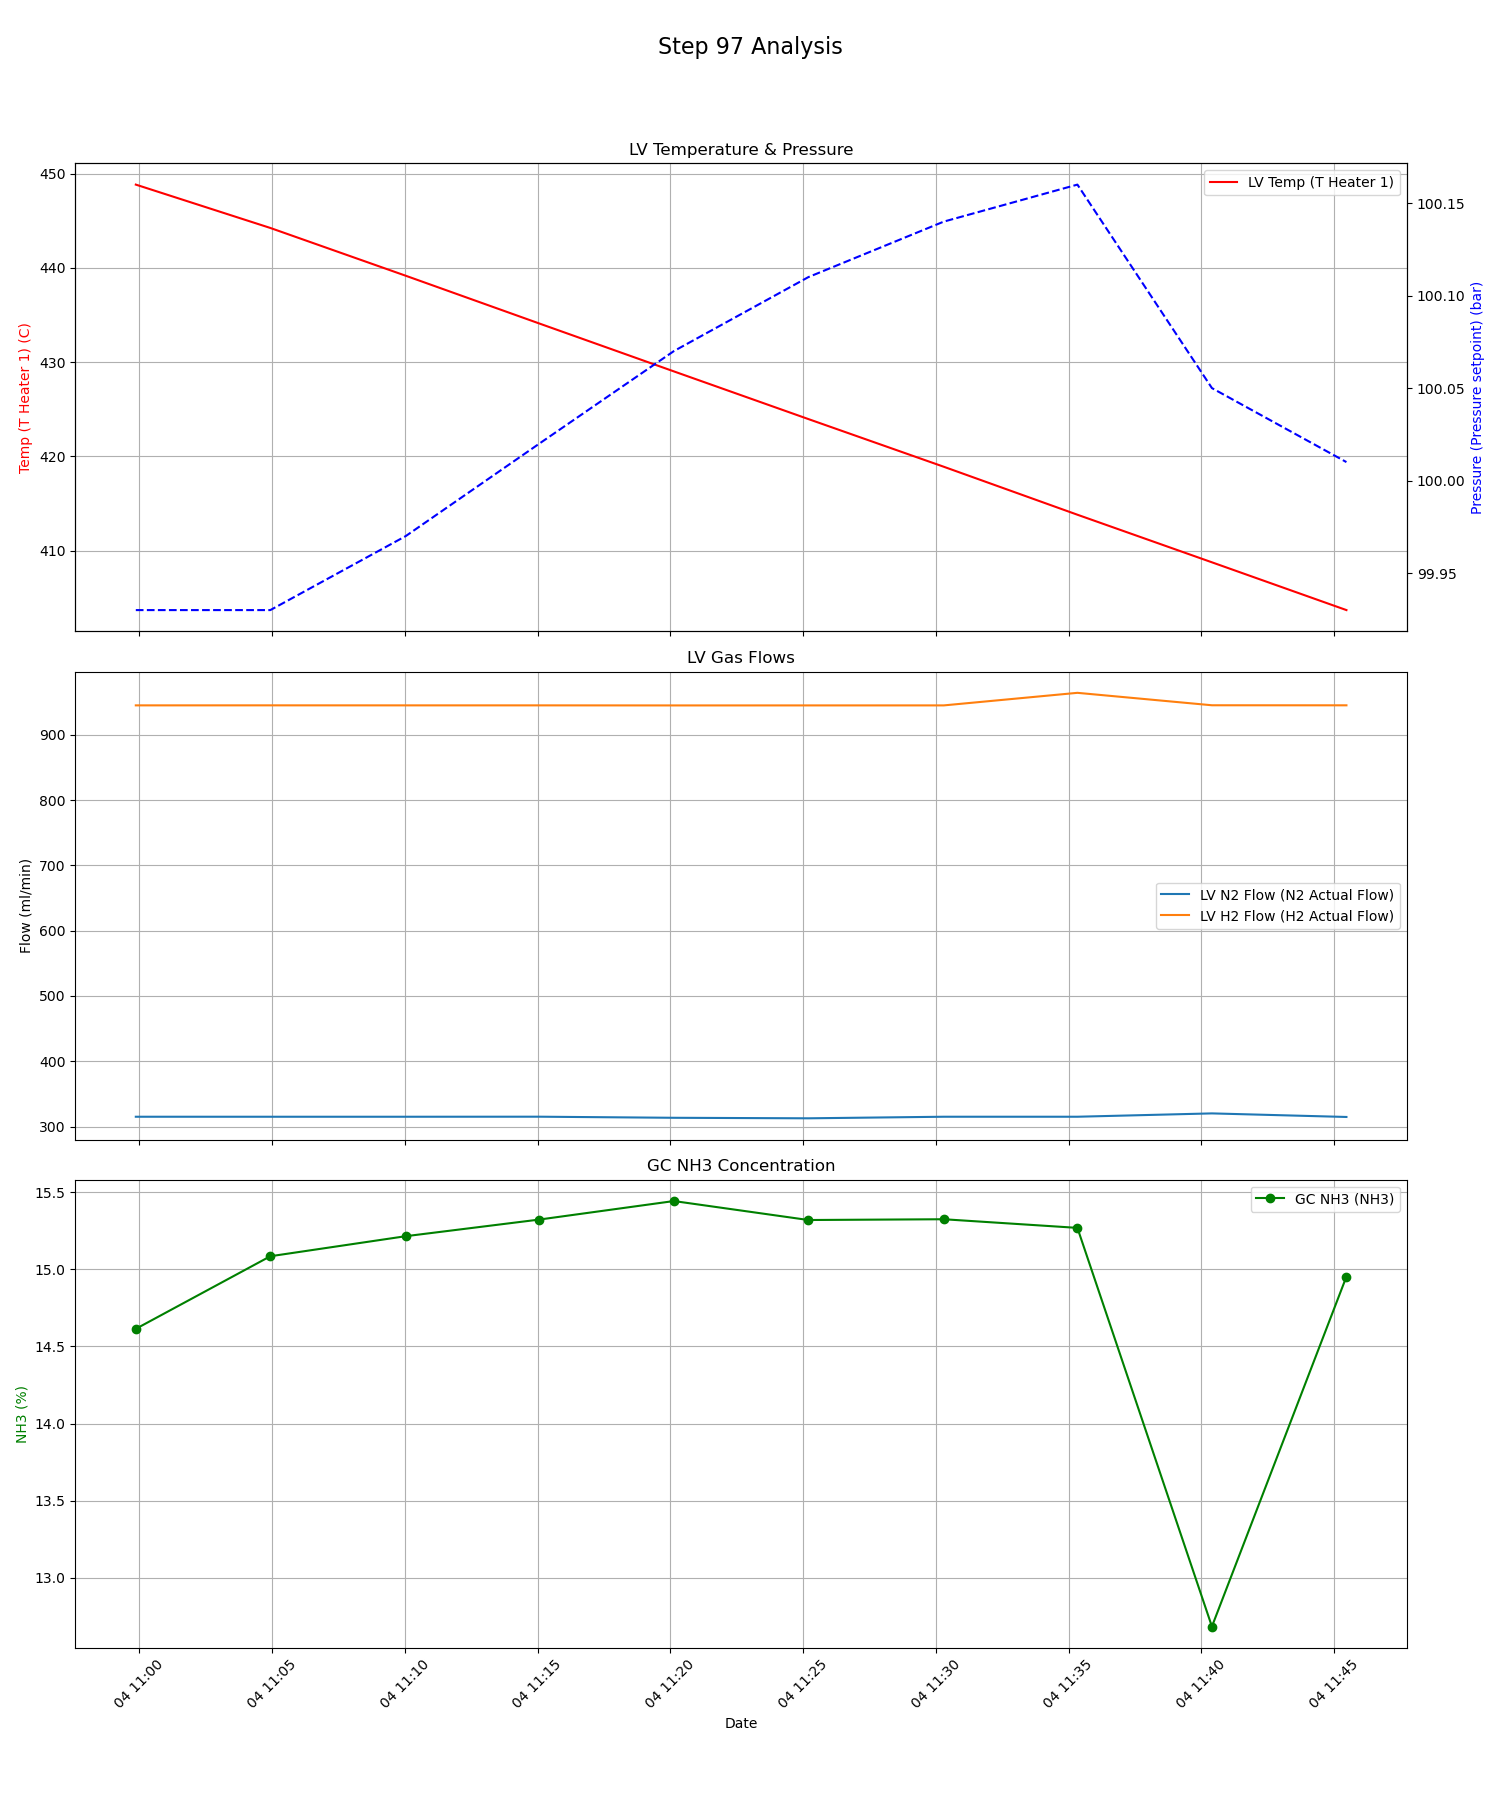 Step 97 Analysis
LV Temperature & Pressure
450
440
430
420
410
Temp (T Heater 1) (C)
LV Temp (T Heater 1)
100.15
100.10
100.05
100.00
99.95
Pressure (Pressure setpoint) (bar)
LV Gas Flows
900
800
700
600
500
400
300
Flow (ml/min)
LV N2 Flow (N2 Actual Flow)
LV H2 Flow (H2 Actual Flow)
GC NH3 Concentration
15.5
15.0
14.5
14.0
13.5
13.0
NH3 (%)
GC NH3 (NH3)
04 11:00
04 11:05
04 11:10
04 11:15
04 11:20
04 11:25
04 11:30
04 11:35
04 11:40
04 11:45
Date